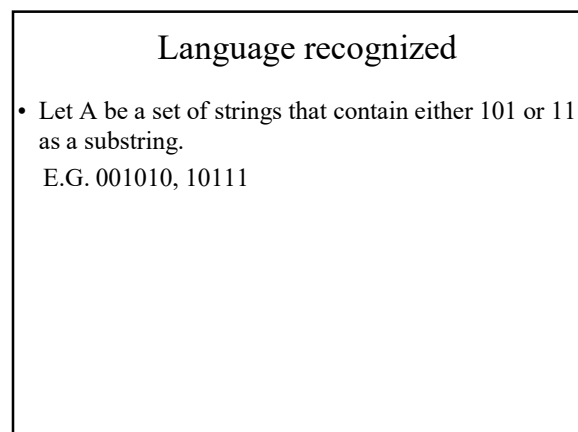 Language recognized
• Let A be a set of strings that contain either 101 or 11
as a substring.
E.G. 001010, 10111